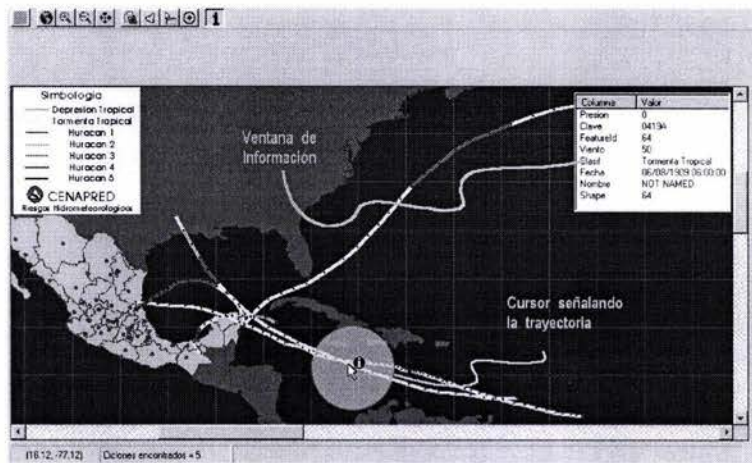 Simbologia
Depresion Tropical
Tormenta Tropical
Huracan 1
Huracan 2
Huracan 3
Huracan 4
Huracan 5
CENAPRED
Riesgos Hidrometeorologicos
Ventana de
Información
Columna Valor
Presion 0
Clave 0419A
FeatureId 64
Viento 50
Clasif Tormenta Tropical
Fecha 06/08/1909 06:00:00
Nombre NOT NAMED
Shape 64
Cursor señalando
la trayectoria
(16.12, -77.12) Ciclones encontrados = 5